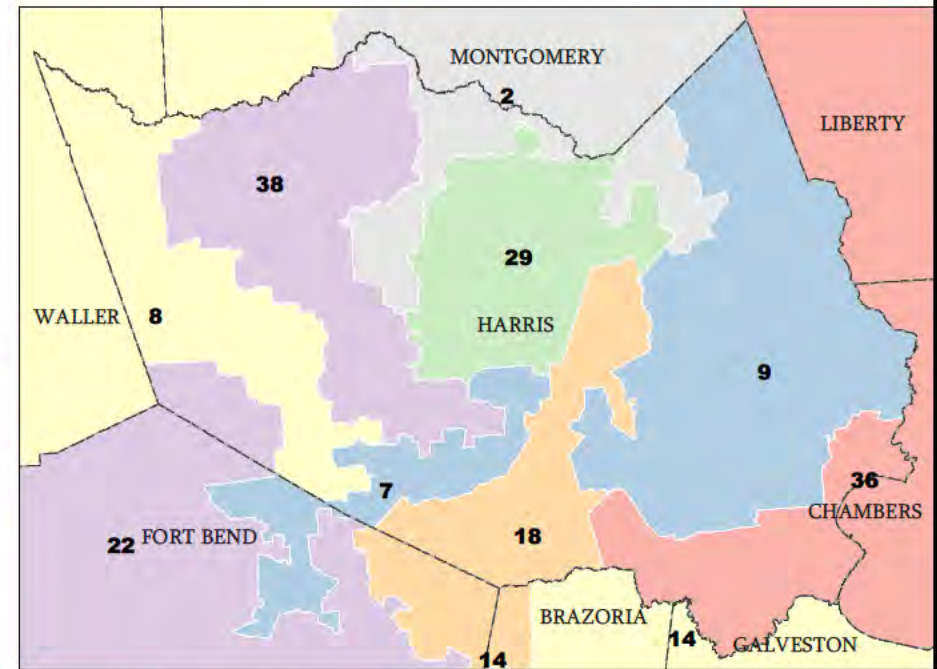 MONTGOMERY
2
LIBERTY
38
29
WALLER 8
HARRIS
9
7
36
CHAMBERS
22 FORT BEND
18
BRAZORIA
14
GALVESTON
14